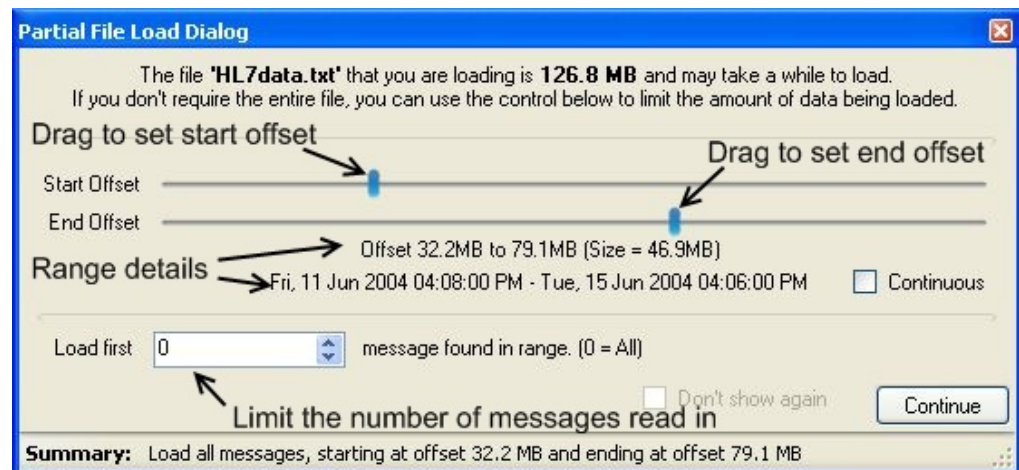 Partial File Load Dialog
The file 'HL7data.txt' that you are loading is 126.8 MB and may take a while to load.
If you don't require the entire file, you can use the control below to limit the amount of data being loaded.
Drag to set start offset
Drag to set end offset
Start Offset
End Offset
Offset 32.2MB to 79.1MB (Size = 46.9MB)
Range details
Fri, 11 Jun 2004 04:08:00 PM - Tue, 15 Jun 2004 04:06:00 PM
Continuous
Load first 0 message found in range. (0 = All)
Don't show again
Continue
Limit the number of messages read in
Summary: Load all messages, starting at offset 32.2 MB and ending at offset 79.1 MB